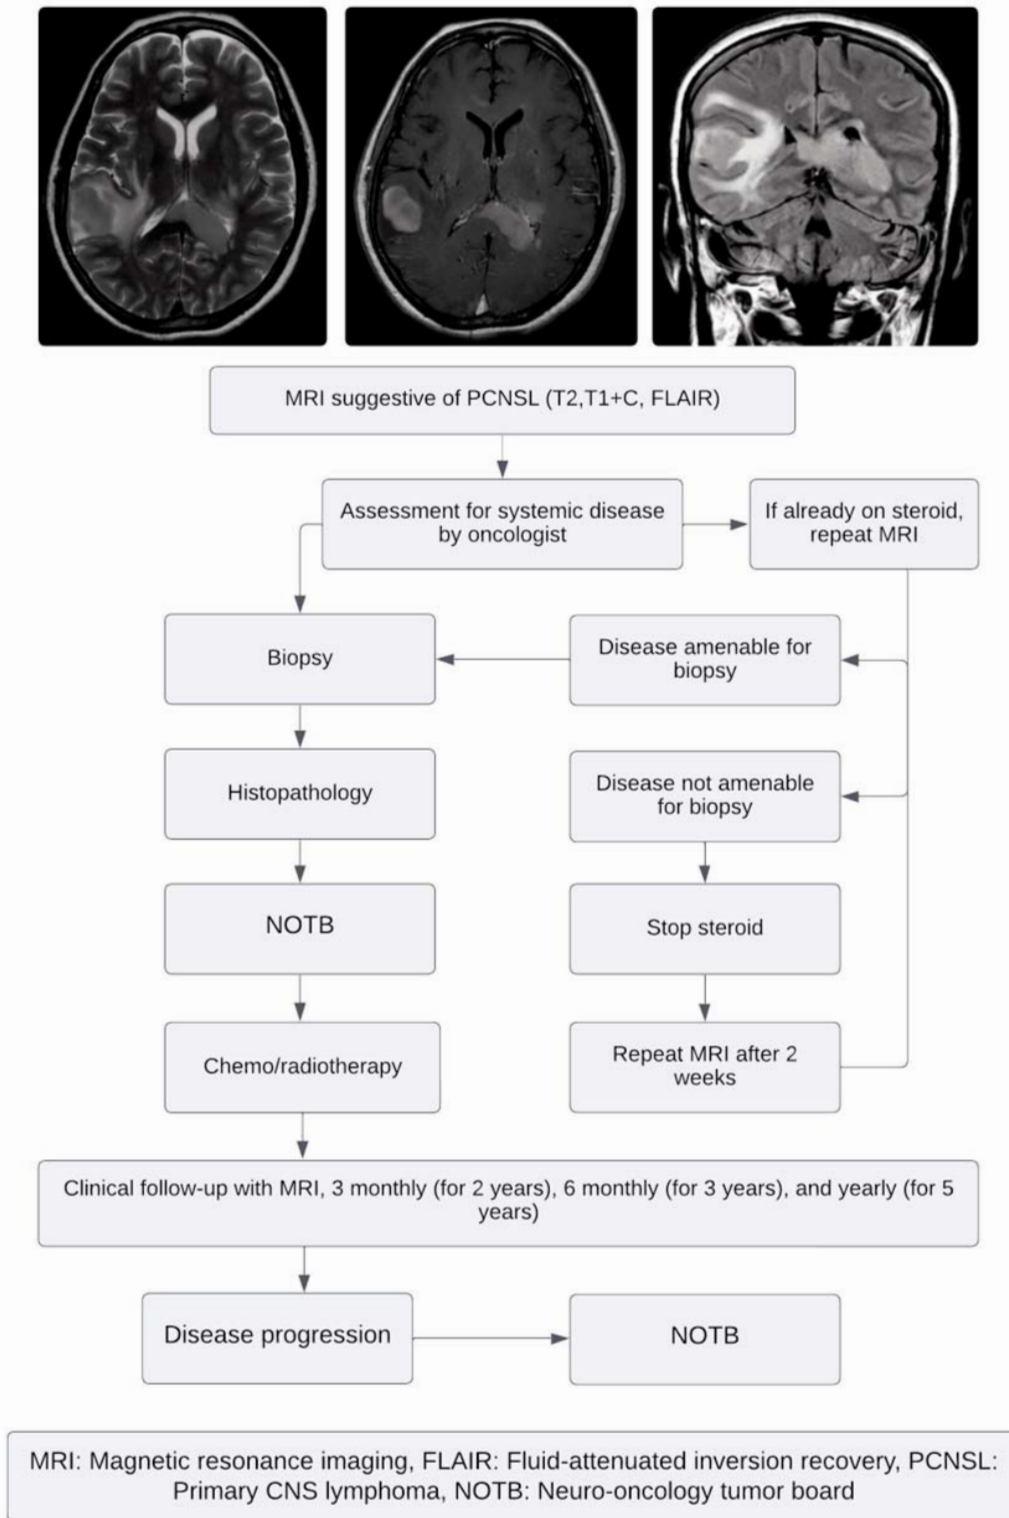 MRI suggestive of PCNSL (T2,T1+C, FLAIR)
Assessment for systemic disease
by oncologist
If already on steroid,
repeat MRI
Biopsy
Disease amenable for
biopsy
Histopathology
Disease not amenable
for biopsy
NOTB
Stop steroid
Chemo/radiotherapy
Repeat MRI after 2
weeks
Clinical follow-up with MRI, 3 monthly (for 2 years), 6 monthly (for 3 years), and yearly (for 5
years)
Disease progression
NOTB
MRI: Magnetic resonance imaging, FLAIR: Fluid-attenuated inversion recovery, PCNSL:
Primary CNS lymphoma, NOTB: Neuro-oncology tumor board